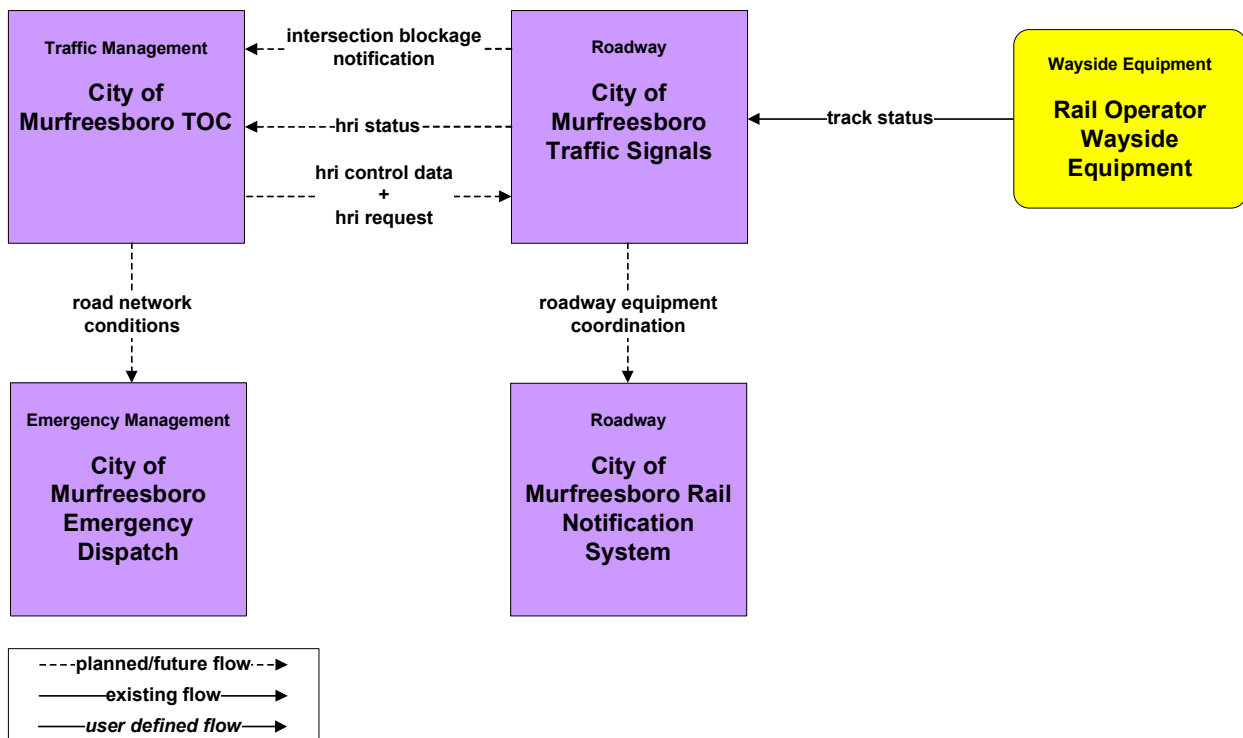 Traffic Management
City of
Murfreesboro TOC
intersection blockage
notification
hri status
hri control data
+
hri request
Roadway
City of
Murfreesboro
Traffic Signals
track status
Wayside Equipment
Rail Operator
Wayside
Equipment
road network
conditions
roadway equipment
coordination
Emergency Management
City of
Murfreesboro
Emergency
Dispatch
Roadway
City of
Murfreesboro Rail
Notification
System
planned/future flow
existing flow
user defined flow